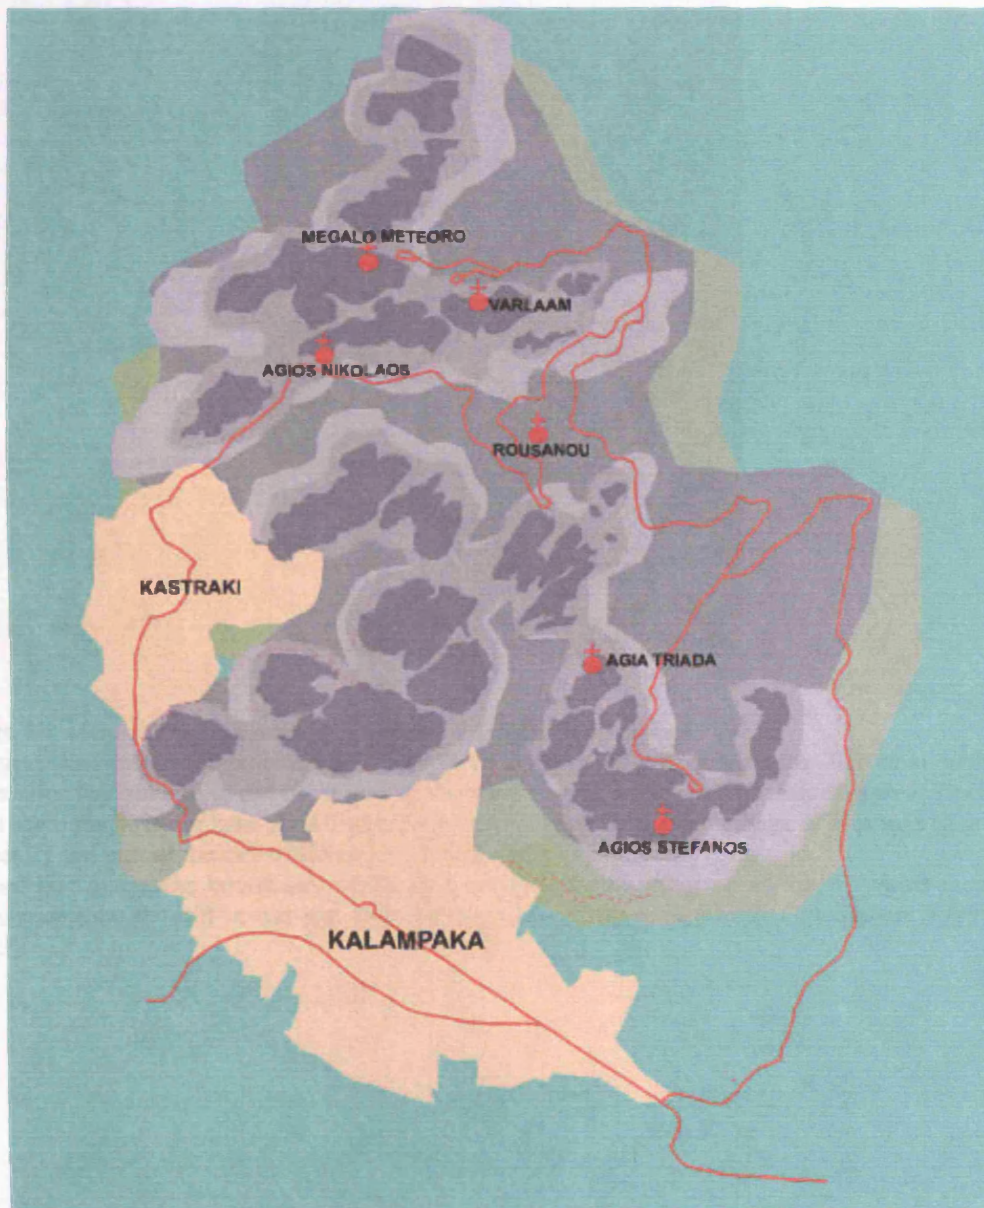 MEGALO METEORO
VARLAAM
AGIOS NIKOLAOS
ROUSANOU
KASTRAKI
AGIA TRIADA
AGIOS STEFANOS
KALAMPAKA